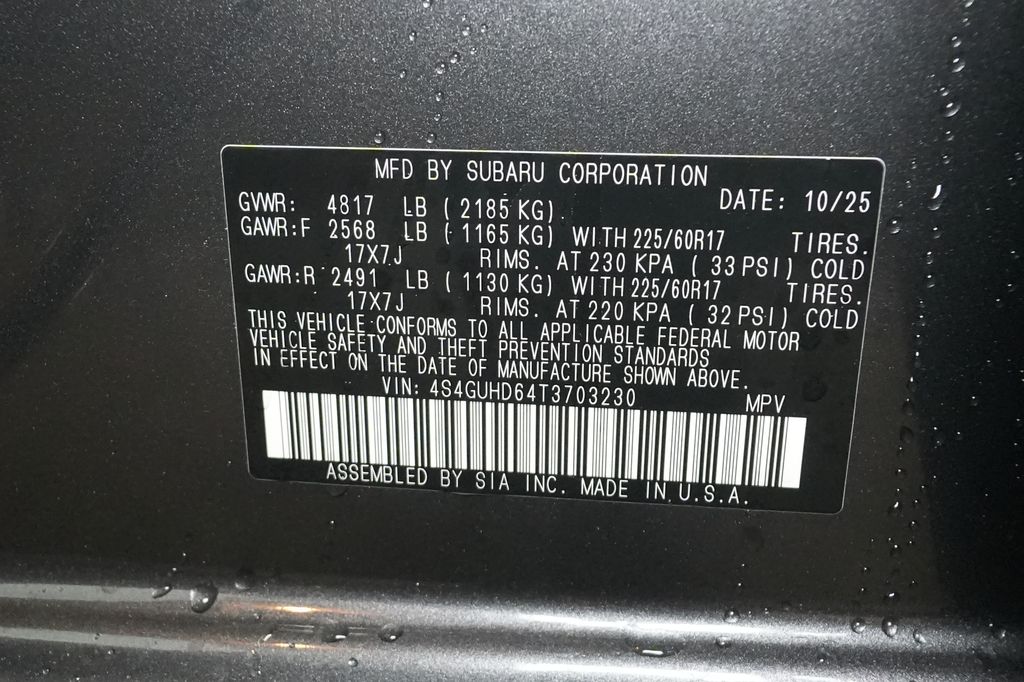 MFD BY SUBARU CORPORATION
DATE: 10/25
GVWR: 4817 LB (2185 KG).
GAWR:F 2568 LB (1165 KG) WITH 225/60R17 TIRES.
17X7J RIMS. AT 230 KPA ( 33 PSI) COLD
GAWR:R 2491 LB (1130 KG) WITH 225/60R17 TIRES.
17X7J RIMS. AT 220 KPA ( 32 PSI) COLD
THIS VEHICLE CONFORMS TO ALL APPLICABLE FEDERAL MOTOR
VEHICLE SAFETY AND THEFT PREVENTION STANDARDS
IN EFFECT ON THE DATE OF MANUFACTURE SHOWN ABOVE.
VIN: 4S4GUHD64T3703230 MPV
ASSEMBLED BY SIA INC. MADE IN U.S.A.